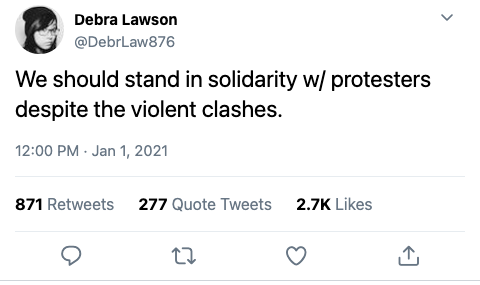 Debra Lawson
@DebrLaw876
We should stand in solidarity w/ protesters
despite the violent clashes.
12:00 PM · Jan 1, 2021
871 Retweets 277 Quote Tweets 2.7K Likes